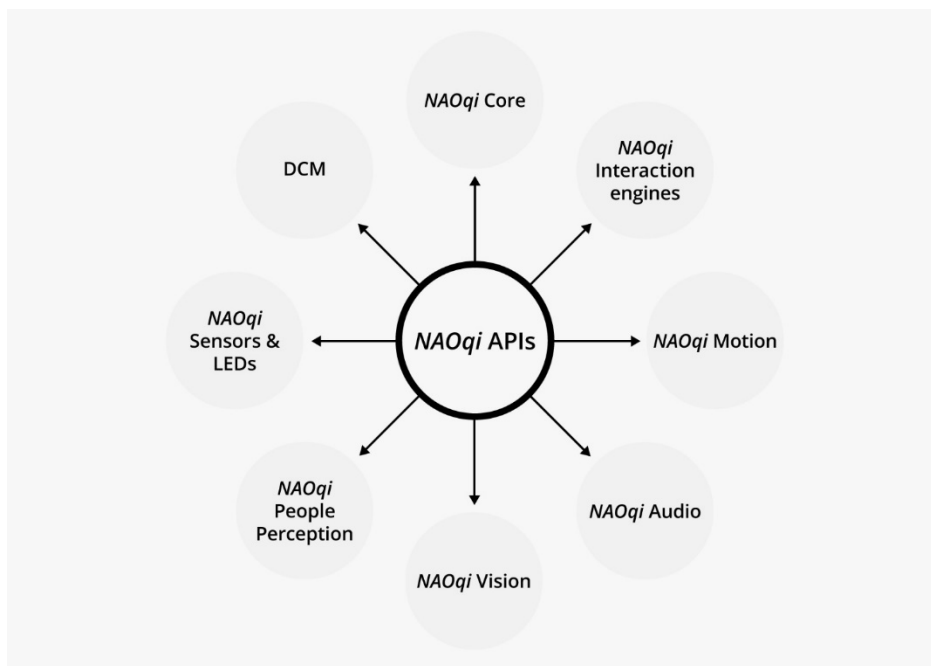 NAOqi Core
NAOqi
Interaction
engines
NAOqi Motion
NAOqi Audio
NAOqi Vision
NAOqi
People
Perception
NAOqi
Sensors &
LEDs
DCM
NAOqi APIs